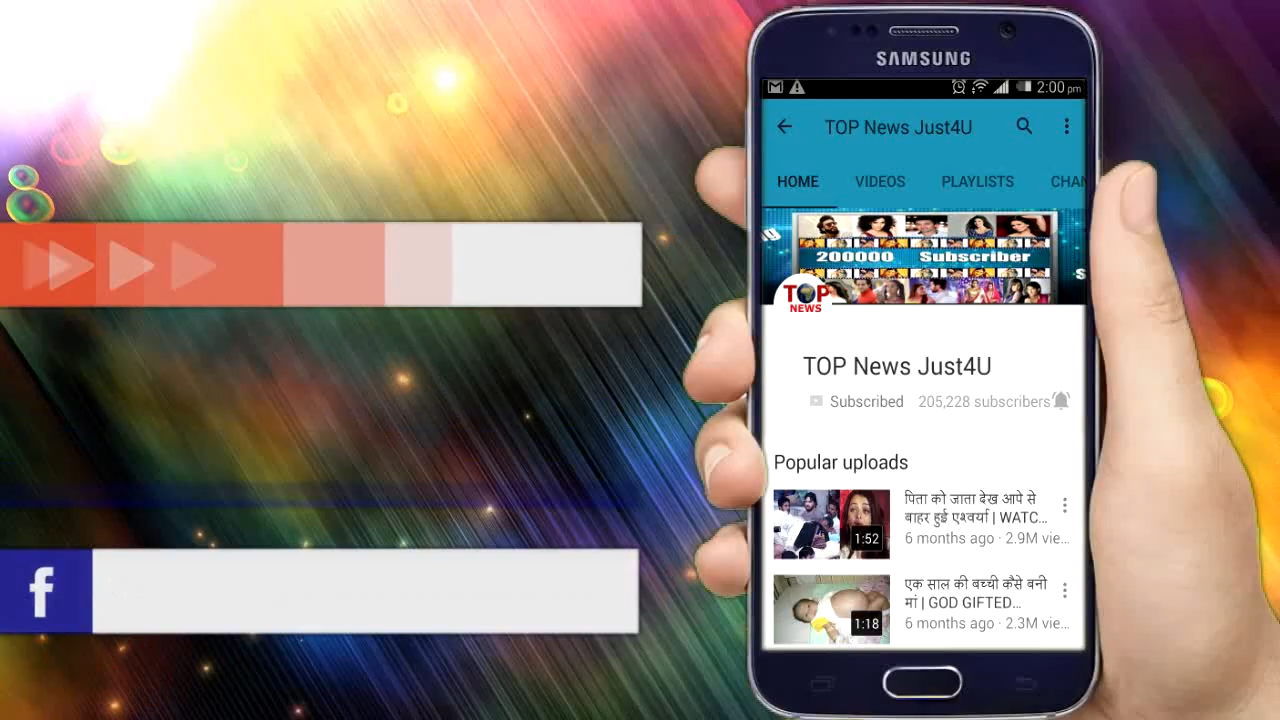 SAMSUNG
2:00 pm
TOP News Just4U
HOME VIDEOS PLAYLISTS CHAN
200000 Subscriber
TOP
NEWS
TOP News Just4U
Subscribed 205,228 subscribers
Popular uploads
पिता को जाता देख आपे से
बाहर हुई एश्वर्या | WATC...
6 months ago · 2.9M vie...
1:52
एक साल की बच्ची कैसे बनी
मां | GOD GIFTED...
6 months ago · 2.3M vie...
1:18
f